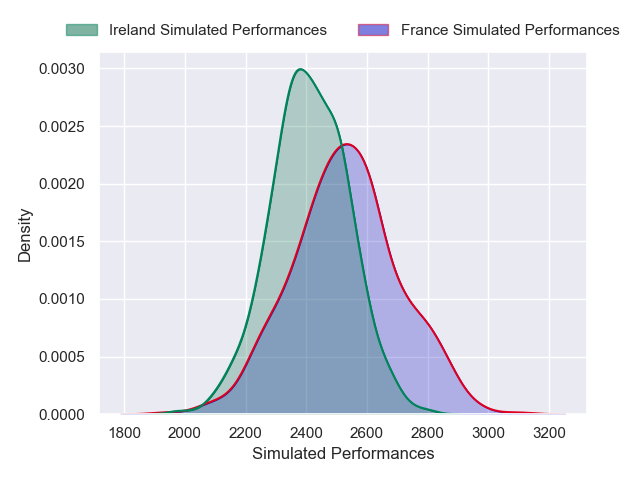 Ireland Simulated Performances France Simulated Performances
0.0030
0.0025
0.0020
0.0015
0.0010
0.0005
0.0000
Density
1800 2000 2200 2400 2600 2800 3000 3200
Simulated Performances